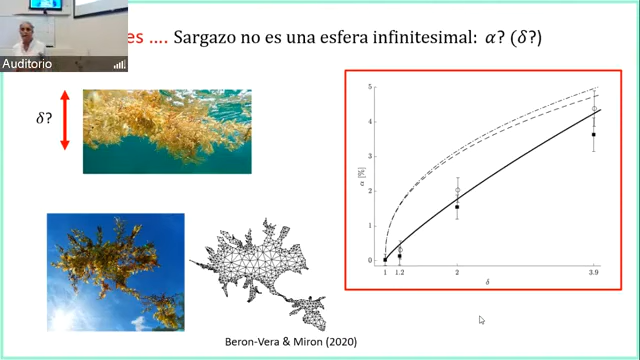 es .... Sargazo no es una esfera infinitesimal: α? (δ?)
Auditorio
δ?
5
4
3
2
1
0
α [%]
1 1.2 2 3.9
δ
Beron-Vera & Miron (2020)